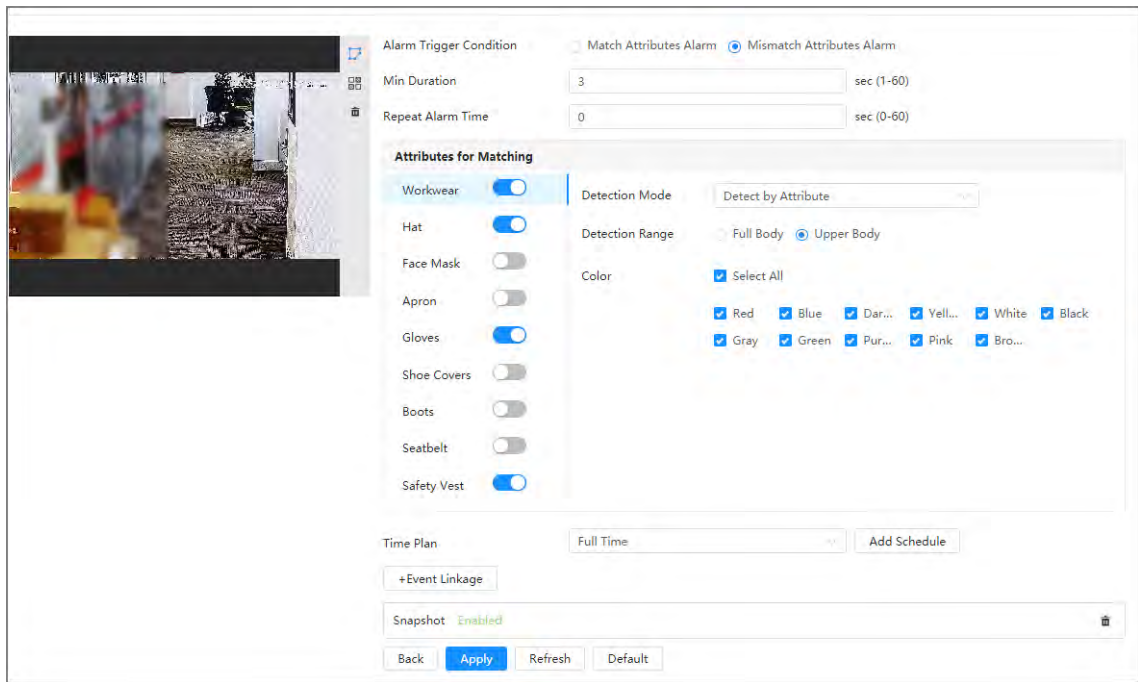 Alarm Trigger Condition Match Attributes Alarm Mismatch Attributes Alarm
Min Duration 3 sec (1-60)
Repeat Alarm Time 0 sec (0-60)
Attributes for Matching
Workwear
Detection Mode Detect by Attribute
Hat
Detection Range Full Body Upper Body
Face Mask
Color Select All
Apron
Red Blue Dar... Yell... White Black
Gloves
Gray Green Pur... Pink Bro...
Shoe Covers
Boots
Seatbelt
Safety Vest
Time Plan Full Time Add Schedule
+Event Linkage
Snapshot Enabled
Back Apply Refresh Default